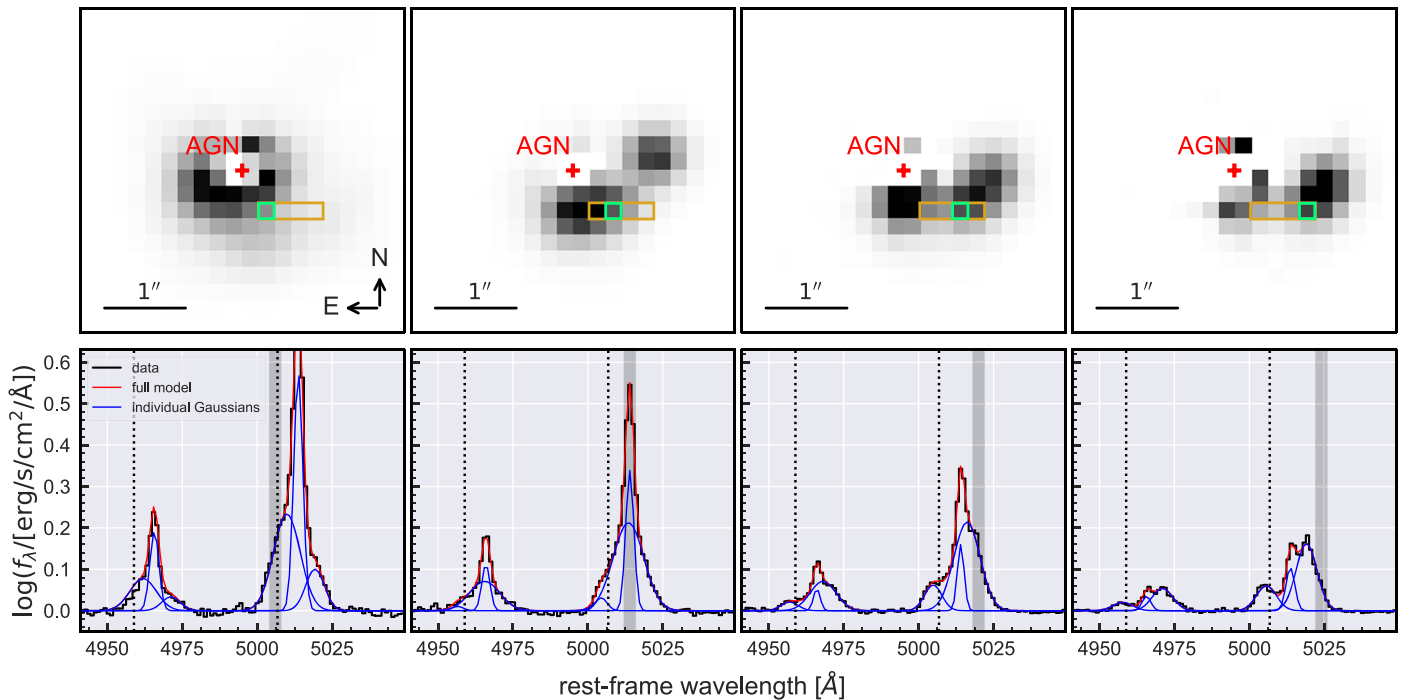 AGN AGN AGN AGN
N
E
1″ 1″ 1″ 1″
data
full model
individual Gaussians
0.6
0.5
0.4
0.3
0.2
0.1
0.0
log(f_λ/[erg/s/cm²/Å])
4950 4975 5000 5025 4950 4975 5000 5025 4950 4975 5000 5025 4950 4975 5000 5025
rest-frame wavelength [Å]